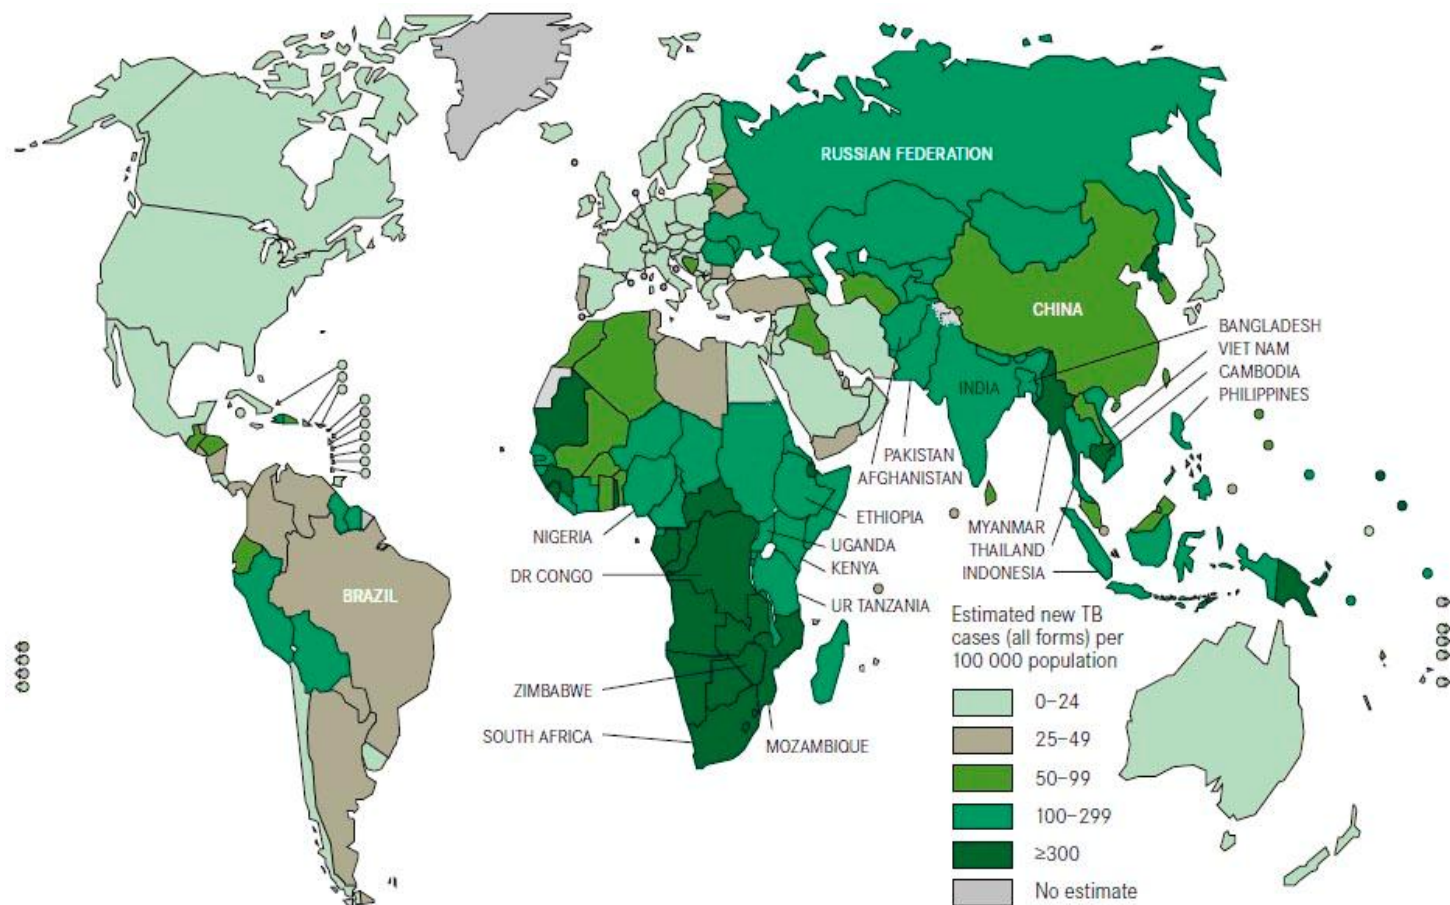 RUSSIAN FEDERATION
CHINA
BANGLADESH
VIET NAM
CAMBODIA
PHILIPPINES
INDIA
PAKISTAN
AFGHANISTAN
ETHIOPIA
NIGERIA
UGANDA
KENYA
DR CONGO
UR TANZANIA
MYANMAR
THAILAND
INDONESIA
BRAZIL
ZIMBABWE
SOUTH AFRICA
MOZAMBIQUE
Estimated new TB
cases (all forms) per
100 000 population
0–24
25–49
50–99
100–299
≥300
No estimate